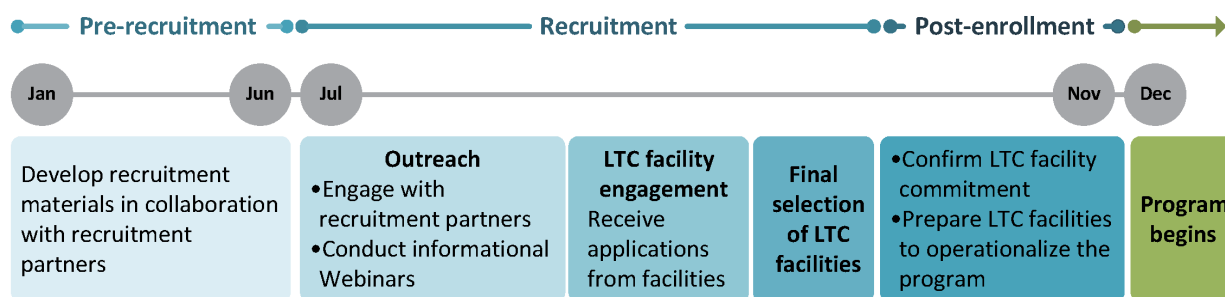 Pre-recruitment
Recruitment
Post-enrollment
Jan
Jun
Jul
Nov
Dec
Develop recruitment
materials in collaboration
with recruitment
partners
Outreach
•Engage with
recruitment partners
•Conduct informational
Webinars
LTC facility
engagement
Receive
applications
from facilities
Final
selection
of LTC
facilities
•Confirm LTC facility
commitment
•Prepare LTC facilities
to operationalize the
program
Program
begins